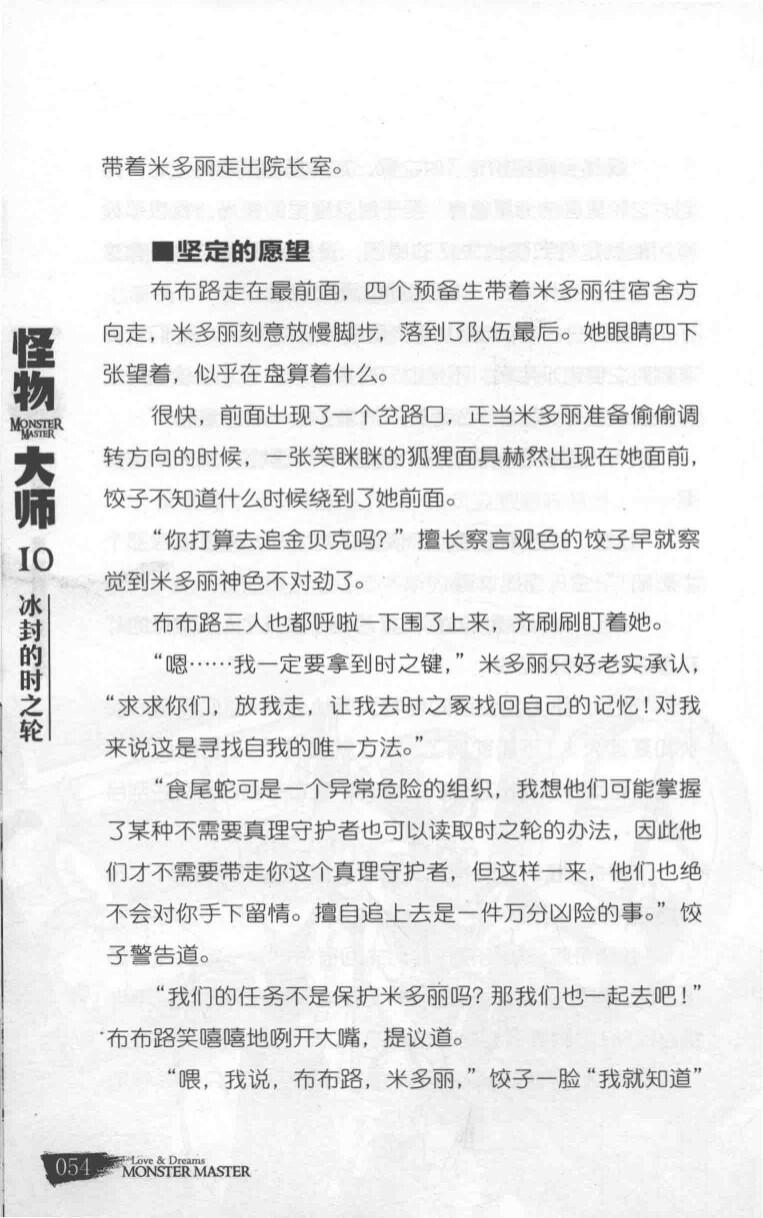 带着米多丽走出院长室。
■坚定的愿望
布布路走在最前面，四个预备生带着米多丽往宿舍方
向走，米多丽刻意放慢脚步，落到了队伍最后。她眼睛四下
张望着，似乎在盘算着什么。
很快，前面出现了一个岔路口，正当米多丽准备偷偷调
转方向的时候，一张笑眯眯的狐狸面具赫然出现在她面前，
饺子不知道什么时候绕到了她前面。
“你打算去追金贝克吗？”擅长察言观色的饺子早就察
觉到米多丽神色不对劲了。
布布路三人也都呼啦一下围了上来，齐刷刷盯着她。
“嗯……我一定要拿到时之键，”米多丽只好老实承认，
“求求你们，放我走，让我去时之冢找回自己的记忆！对我
来说这是寻找自我的唯一方法。”
“食尾蛇可是一个异常危险的组织，我想他们可能掌握
了某种不需要真理守护者也可以读取时之轮的办法，因此他
们才不需要带走你这个真理守护者，但这样一来，他们也绝
不会对你手下留情。擅自追上去是一件万分凶险的事。”饺
子警告道。
“我们的任务不是保护米多丽吗？那我们也一起去吧！”
布布路笑嘻嘻地咧开大嘴，提议道。
“喂，我说，布布路，米多丽，”饺子一脸“我就知道”
怪物
MONSTER
MASTER
大师
10
冰封的时之轮
054
Love & Dreams
MONSTER MASTER